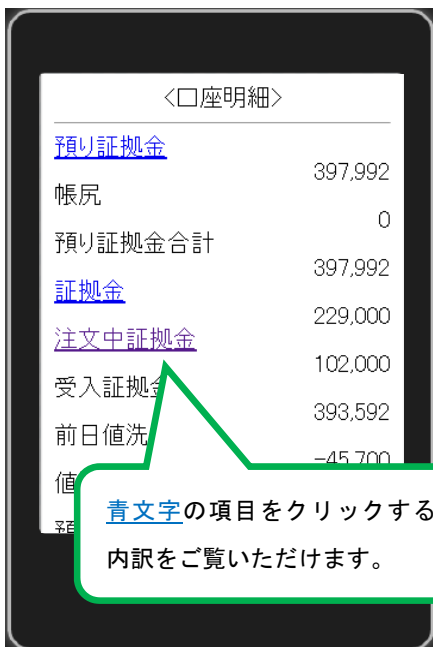 <口座明細>
預り証拠金
397,992
帳尻
0
預り証拠金合計
397,992
証拠金
229,000
注文中証拠金
102,000
受入証拠金
393,592
前日値洗
-45,700
値
青文字の項目をクリックする
内訳をご覧いただけます。